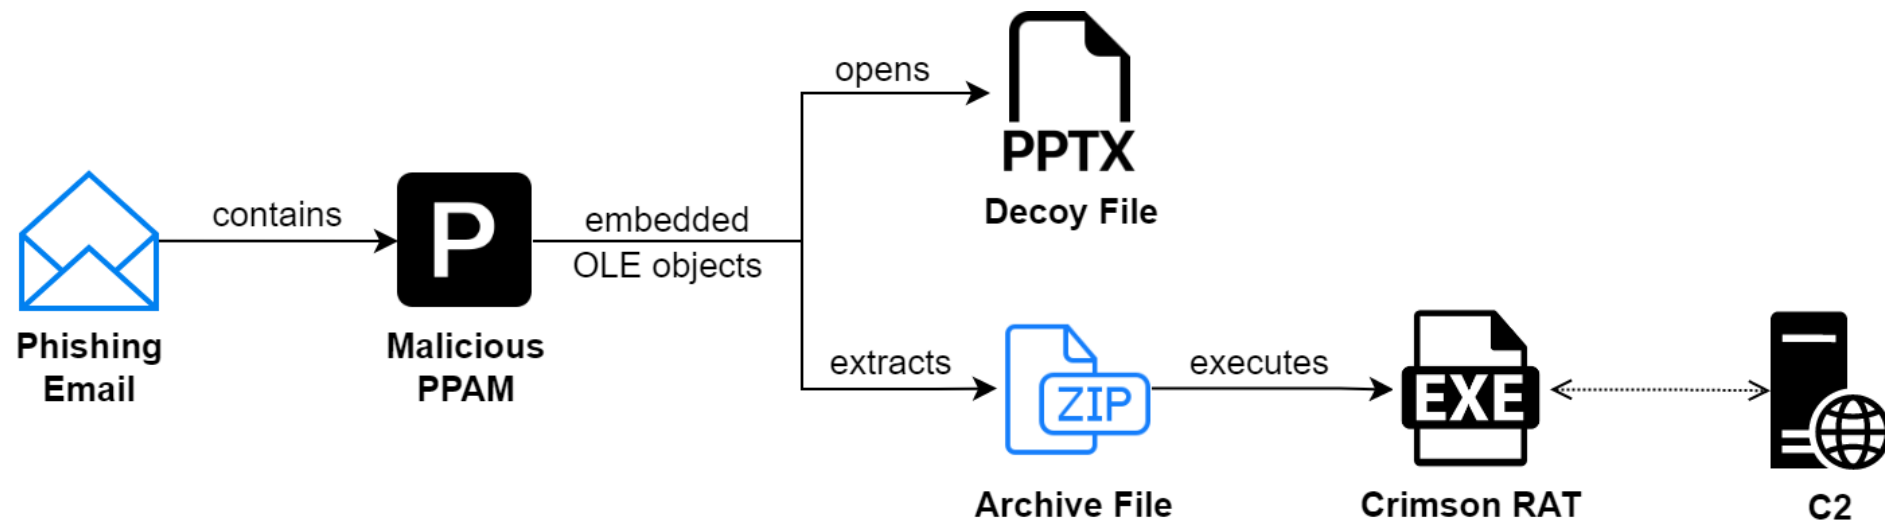 opens
PPTX
Decoy File
contains
P
embedded
OLE objects
Phishing
Email
Malicious
PPAM
extracts
ZIP
executes
EXE
Archive File
Crimson RAT
C2